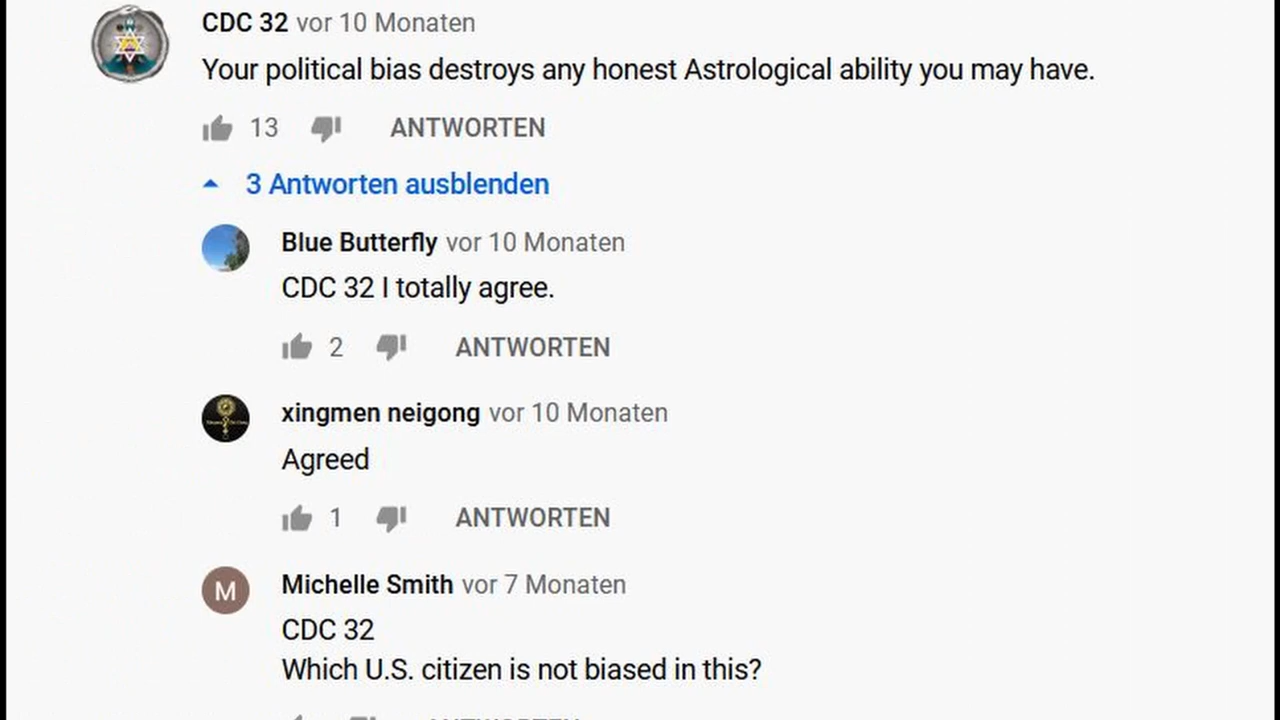 CDC 32 vor 10 Monaten
Your political bias destroys any honest Astrological ability you may have.
13 ANTWORTEN
3 Antworten ausblenden
Blue Butterfly vor 10 Monaten
CDC 32 I totally agree.
2 ANTWORTEN
xingmen neigong vor 10 Monaten
Agreed
1 ANTWORTEN
M
Michelle Smith vor 7 Monaten
CDC 32
Which U.S. citizen is not biased in this?